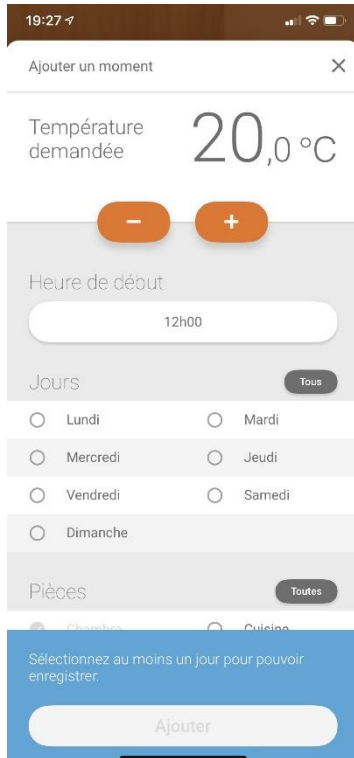 19:27
Ajouter un moment
Température
demandée
20,0 °C
- +
Heure de début
12h00
Jours Tous
Lundi Mardi
Mercredi Jeudi
Vendredi Samedi
Dimanche
Pièces Toutes
Chambre Cuisine
Sélectionnez au moins un jour pour pouvoir
enregistrer.
Ajouter